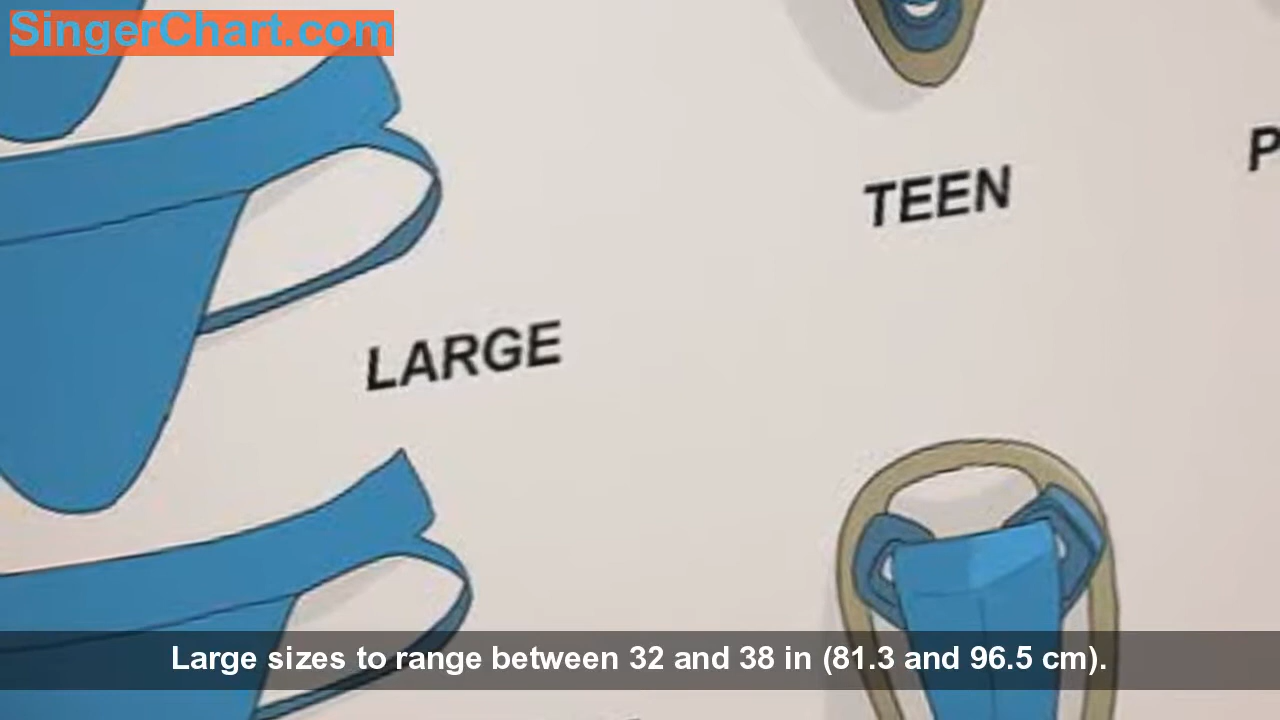 SingerChart.com
TEEN
P
LARGE
Large sizes to range between 32 and 38 in (81.3 and 96.5 cm).